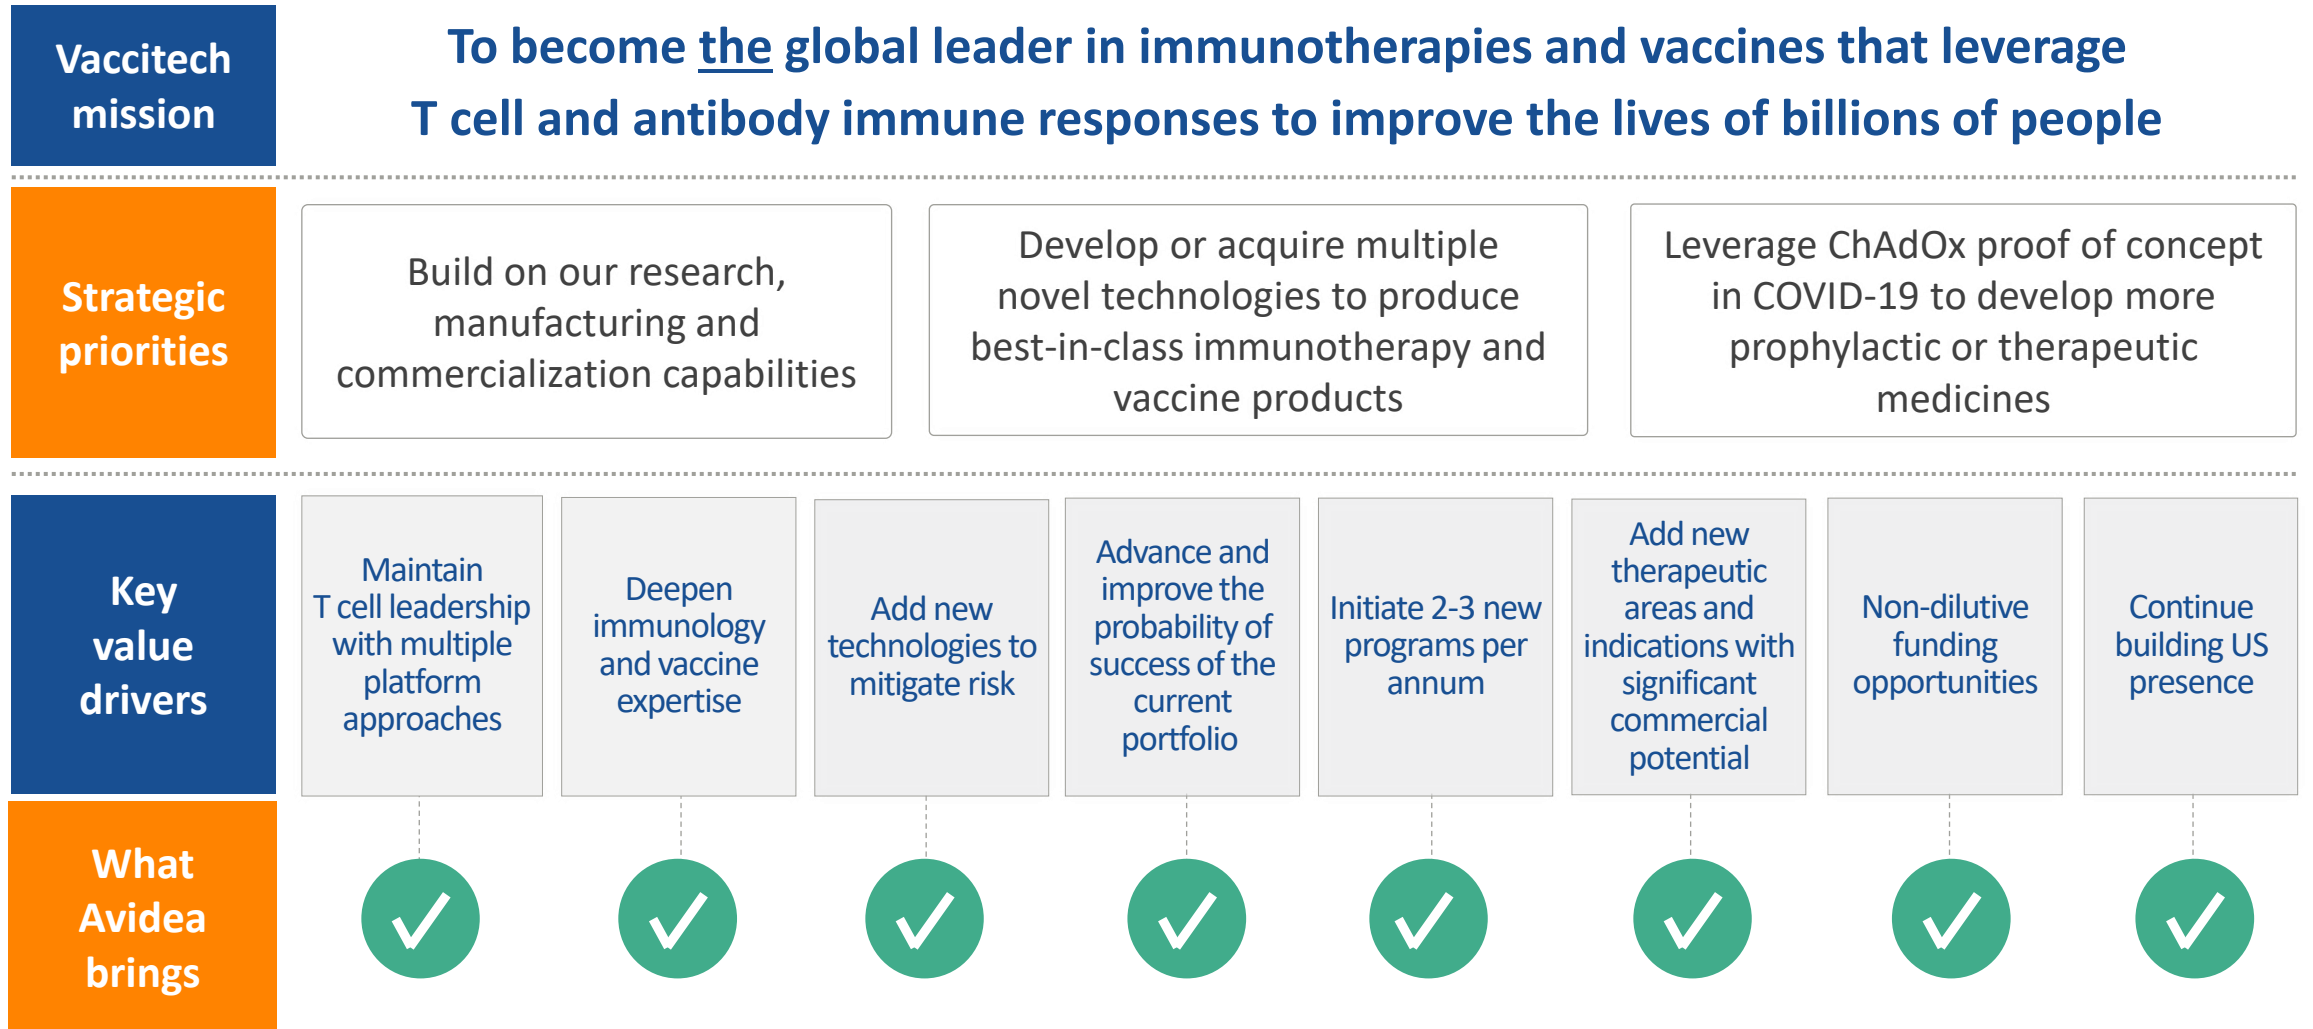 Vaccitech
mission
To become the global leader in immunotherapies and vaccines that leverage
T cell and antibody immune responses to improve the lives of billions of people
Strategic
priorities
Build on our research,
manufacturing and
commercialization capabilities
Develop or acquire multiple
novel technologies to produce
best-in-class immunotherapy and
vaccine products
Leverage ChAdOx proof of concept
in COVID-19 to develop more
prophylactic or therapeutic
medicines
Key
value
drivers
Maintain
T cell leadership
with multiple
platform
approaches
Deepen
immunology
and vaccine
expertise
Add new
technologies to
mitigate risk
Advance and
improve the
probability of
success of the
current
portfolio
Initiate 2-3 new
programs per
annum
Add new
therapeutic
areas and
indications with
significant
commercial
potential
Non-dilutive
funding
opportunities
Continue
building US
presence
What
Avidea
brings